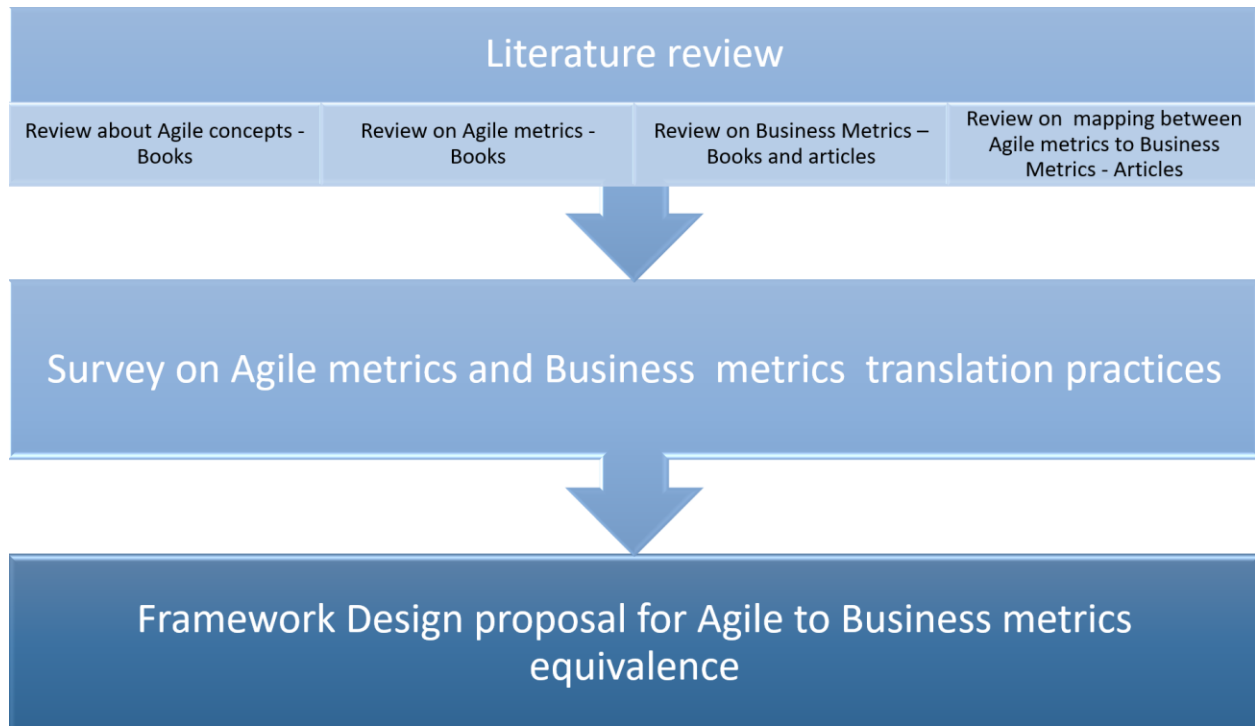 Literature review
Review about Agile concepts -
Books
Review on Agile metrics -
Books
Review on Business Metrics –
Books and articles
Review on  mapping between
Agile metrics to Business
Metrics - Articles
Survey on Agile metrics and Business  metrics  translation practices
Framework Design proposal for Agile to Business metrics
equivalence